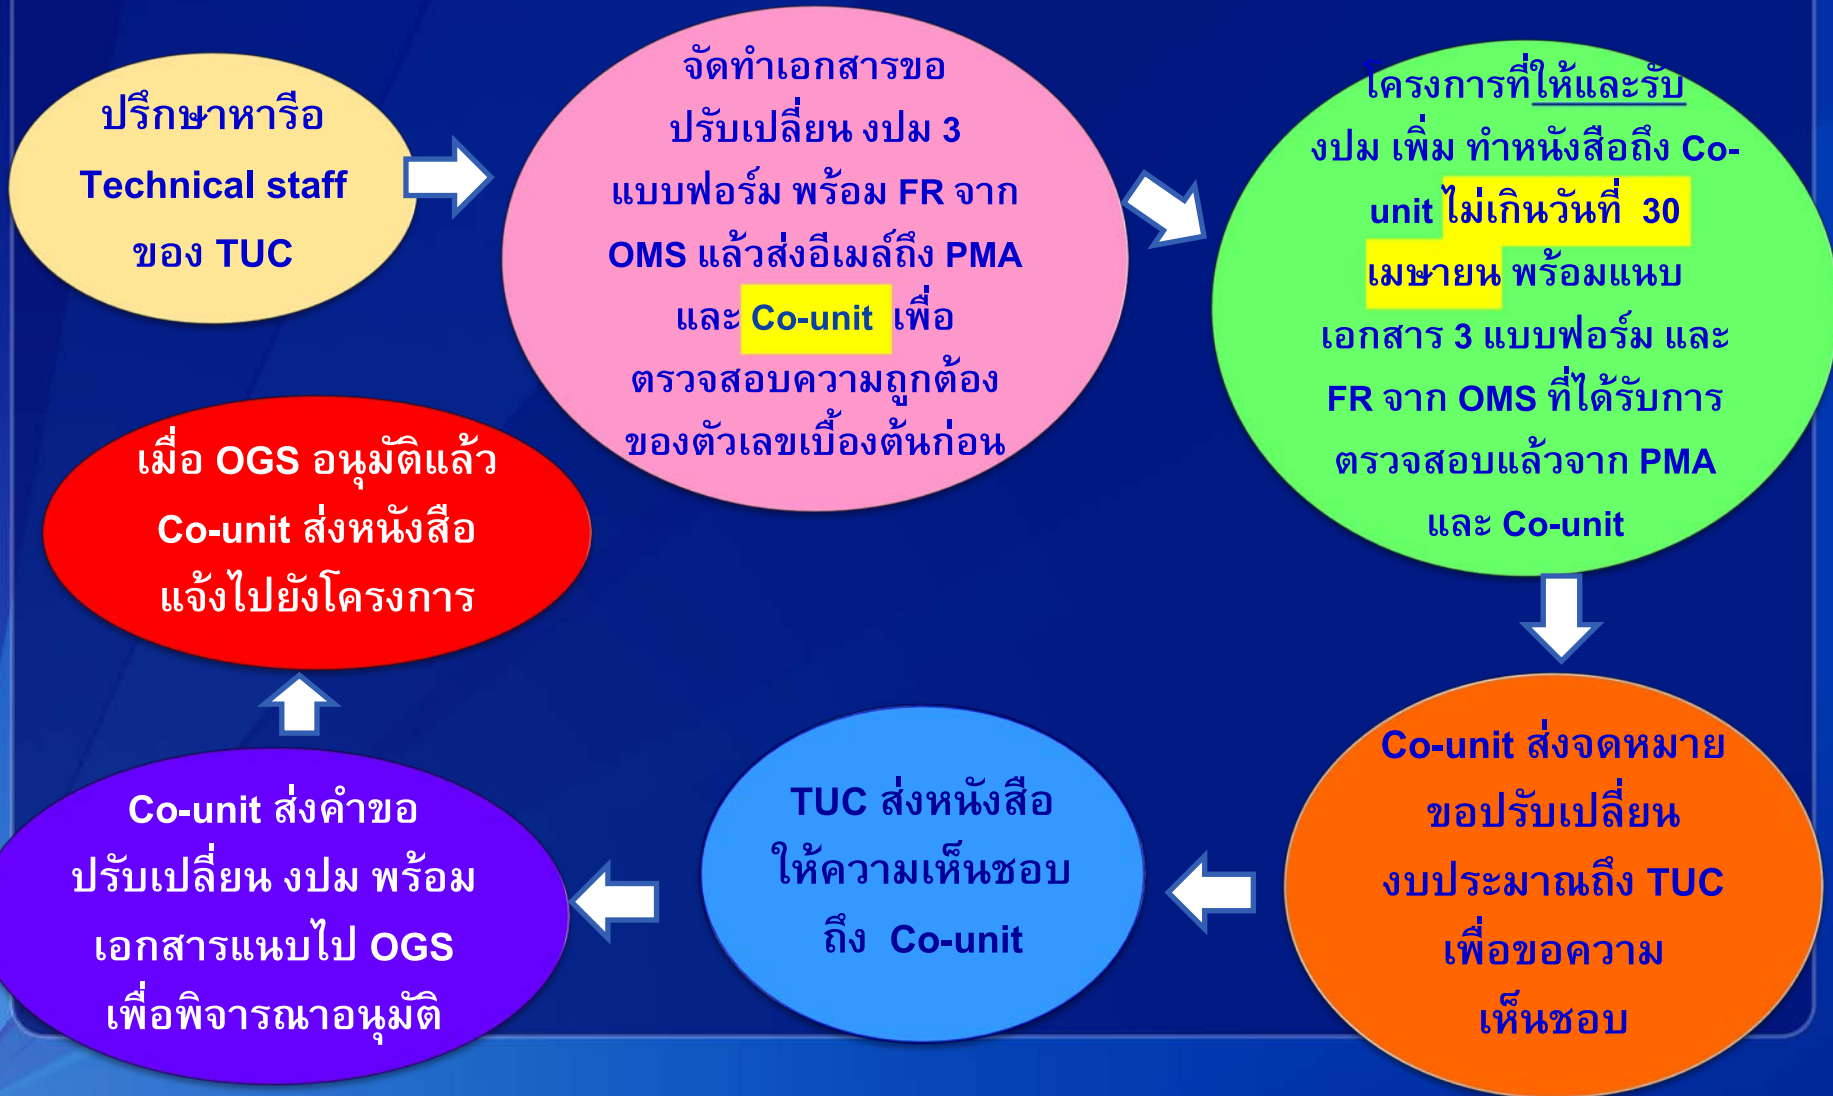 ปรึกษาหารือ
Technical staff
ของ TUC
จัดทำเอกสารขอ
ปรับเปลี่ยน งปม 3
แบบฟอร์ม พร้อม FR จาก
OMS แล้วส่งอีเมล์ถึง PMA
และ Co-unit เพื่อ
ตรวจสอบความถูกต้อง
ของตัวเลขเบื้องต้นก่อน
โครงการที่ให้และรับ
งปม เพิ่ม ทำหนังสือถึง Co-
unit ไม่เกินวันที่ 30
เมษายน พร้อมแนบ
เอกสาร 3 แบบฟอร์ม และ
FR จาก OMS ที่ได้รับการ
ตรวจสอบแล้วจาก PMA
และ Co-unit
Co-unit ส่งจดหมาย
ขอปรับเปลี่ยน
งบประมาณถึง TUC
เพื่อขอความ
เห็นชอบ
TUC ส่งหนังสือ
ให้ความเห็นชอบ
ถึง Co-unit
Co-unit ส่งคำขอ
ปรับเปลี่ยน งปม พร้อม
เอกสารแนบไป OGS
เพื่อพิจารณาอนุมัติ
เมื่อ OGS อนุมัติแล้ว
Co-unit ส่งหนังสือ
แจ้งไปยังโครงการ